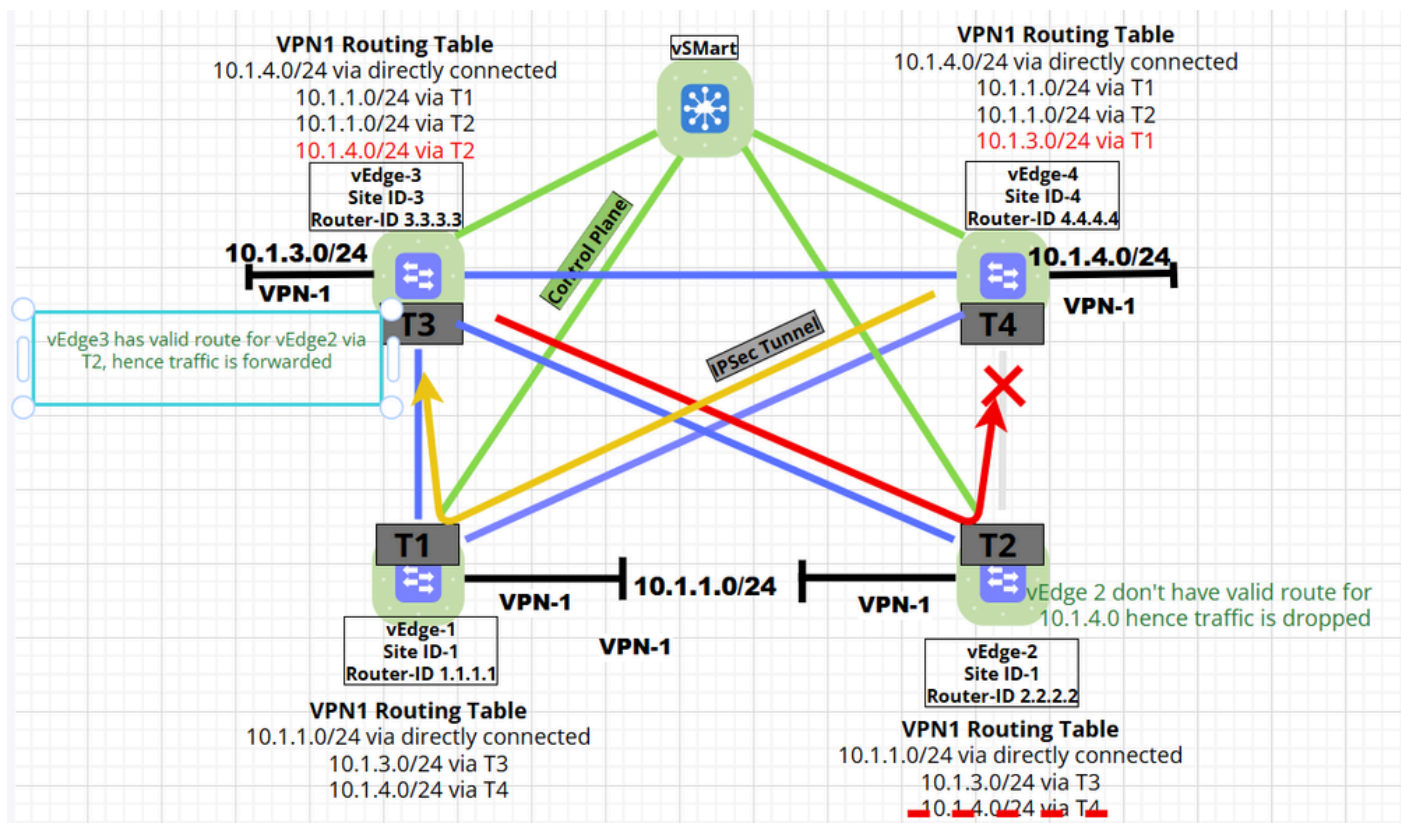 VPN1 Routing Table
10.1.4.0/24 via directly connected
10.1.1.0/24 via T1
10.1.1.0/24 via T2
10.1.4.0/24 via T2
vEdge-3
Site ID-3
Router-ID 3.3.3.3
vSMart
VPN1 Routing Table
10.1.4.0/24 via directly connected
10.1.1.0/24 via T1
10.1.1.0/24 via T2
10.1.3.0/24 via T1
vEdge-4
Site ID-4
Router-ID 4.4.4.4
Control Plane
10.1.3.0/24
VPN-1
10.1.4.0/24
VPN-1
T3
T4
vEdge3 has valid route for vEdge2 via
T2, hence traffic is forwarded
IPSec Tunnel
T1
T2
VPN-1
10.1.1.0/24
VPN-1
VPN-1
vEdge 2 don't have valid route for
10.1.4.0 hence traffic is dropped
vEdge-1
Site ID-1
Router-ID 1.1.1.1
vEdge-2
Site ID-1
Router-ID 2.2.2.2
VPN1 Routing Table
10.1.1.0/24 via directly connected
10.1.3.0/24 via T3
10.1.4.0/24 via T4
VPN1 Routing Table
10.1.1.0/24 via directly connected
10.1.3.0/24 via T3
10.1.4.0/24 via T4